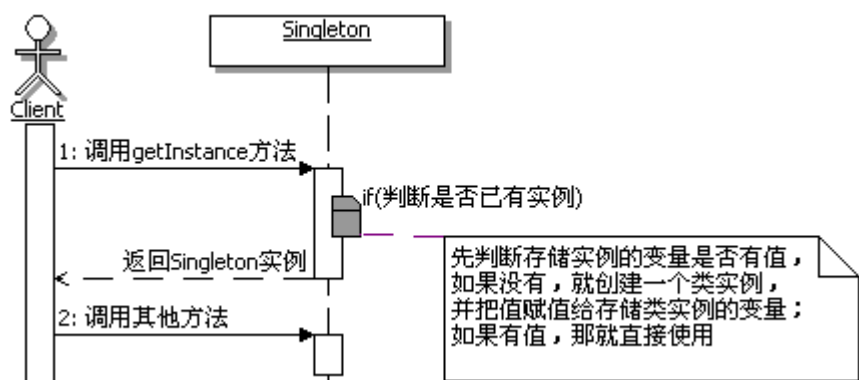 Singleton
Client
1: 调用getInstance方法
if(判断是否已有实例)
返回Singleton实例
先判断存储实例的变量是否有值，
如果没有，就创建一个类实例，
并把值赋值给存储类实例的变量；
如果有值，那就直接使用
2: 调用其他方法